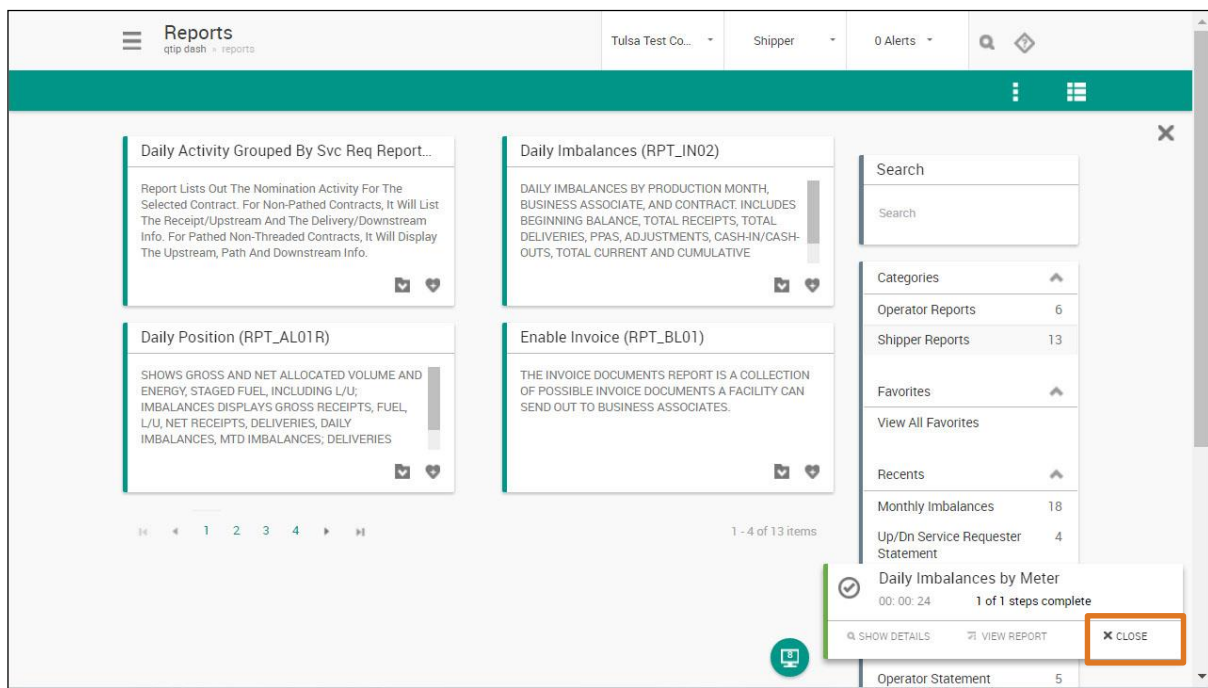 Reports
qtip dash » reports
Tulsa Test Co...
Shipper
0 Alerts
Daily Activity Grouped By Svc Req Report...
Report Lists Out The Nomination Activity For The
Selected Contract. For Non-Pathed Contracts, It Will List
The Receipt/Upstream And The Delivery/Downstream
Info. For Pathed Non-Threaded Contracts, It Will Display
The Upstream, Path And Downstream Info.
Daily Imbalances (RPT_IN02)
DAILY IMBALANCES BY PRODUCTION MONTH,
BUSINESS ASSOCIATE, AND CONTRACT. INCLUDES
BEGINNING BALANCE, TOTAL RECEIPTS, TOTAL
DELIVERIES, PPAS, ADJUSTMENTS, CASH-IN/CASH-
OUTS, TOTAL CURRENT AND CUMULATIVE
Daily Position (RPT_AL01R)
SHOWS GROSS AND NET ALLOCATED VOLUME AND
ENERGY, STAGED FUEL, INCLUDING L/U;
IMBALANCES DISPLAYS GROSS RECEIPTS, FUEL,
L/U, NET RECEIPTS, DELIVERIES, DAILY
IMBALANCES, MTD IMBALANCES; DELIVERIES
Enable Invoice (RPT_BL01)
THE INVOICE DOCUMENTS REPORT IS A COLLECTION
OF POSSIBLE INVOICE DOCUMENTS A FACILITY CAN
SEND OUT TO BUSINESS ASSOCIATES.
1 2 3 4
1 - 4 of 13 items
Search
Search
Categories
Operator Reports 6
Shipper Reports 13
Favorites
View All Favorites
Recents
Monthly Imbalances 18
Up/Dn Service Requester 4
Statement
Daily Imbalances by Meter
00: 00: 24 1 of 1 steps complete
SHOW DETAILS VIEW REPORT CLOSE
8
Operator Statement 5